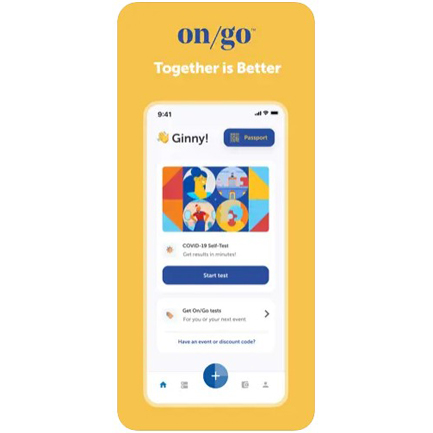 on/go™
Together is Better
9:41
👋 Ginny!
Passport
COVID-19 Self-Test
Get results in minutes!
Start test
Get On/Go tests
For you or your next event
Have an event or discount code?
+